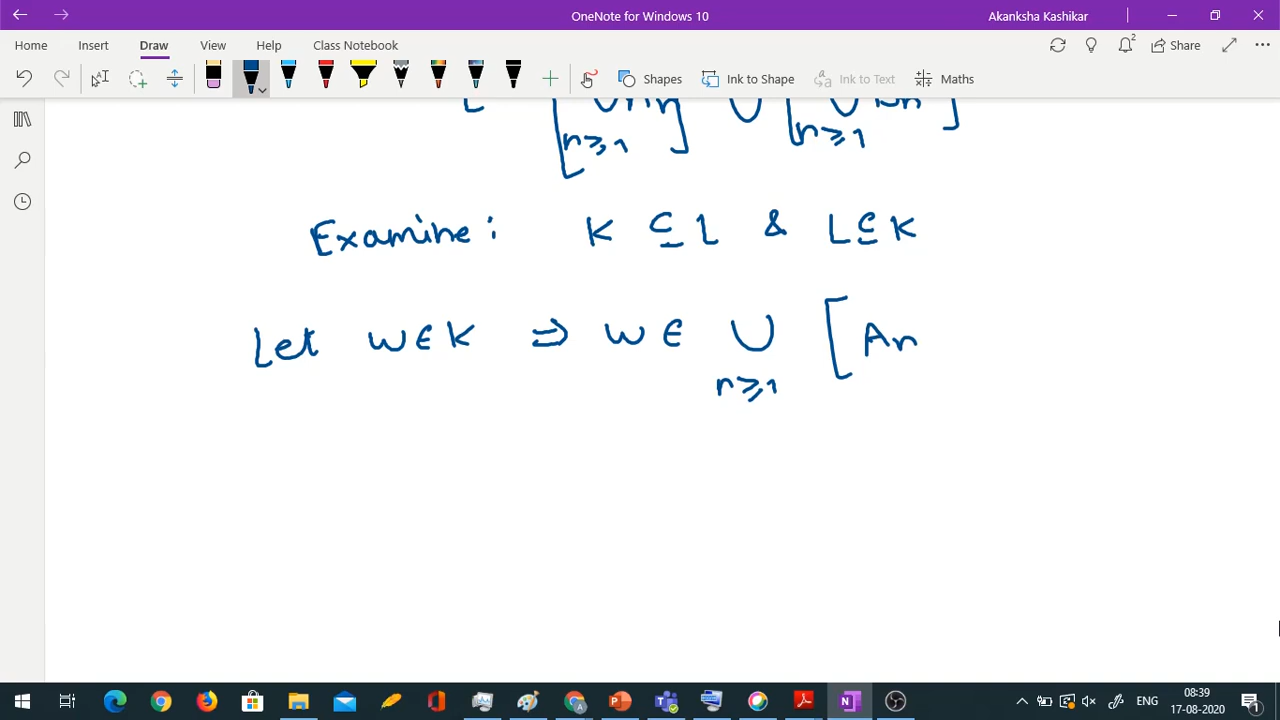 OneNote for Windows 10
Akanksha Kashikar
Home Insert Draw View Help Class Notebook Share
Shapes Ink to Shape Ink to Text Maths
n≥1 n≥1
Examine: K ⊆ L & L ⊆ K
Let w∈K ⇒ w∈ ∪ [An
n≥1
ENG
08:39
17-08-2020